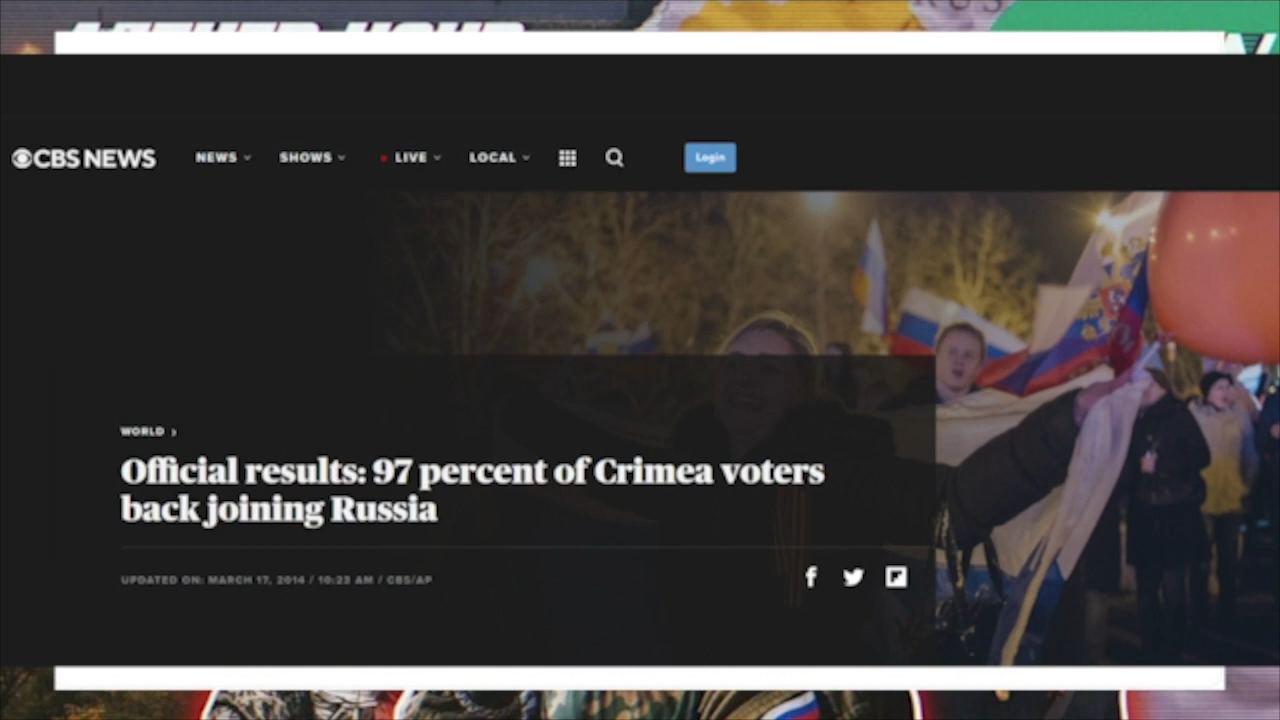 RUS
CBS NEWS NEWS SHOWS LIVE LOCAL Login
WORLD ›
Official results: 97 percent of Crimea voters
back joining Russia
UPDATED ON: MARCH 17, 2014 / 10:23 AM / CBS/AP